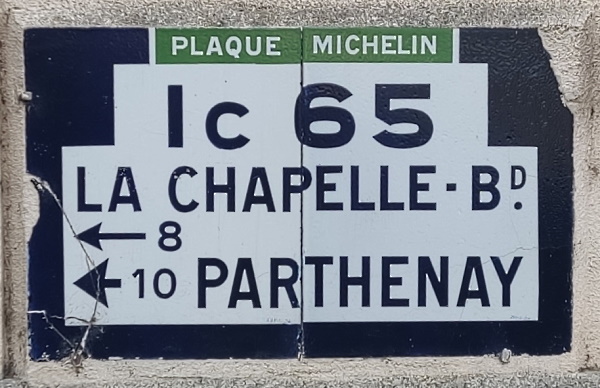 PLAQUE MICHELIN
Ic 65
LA CHAPELLE-BD.
← 8
← 10 PARTHENAY